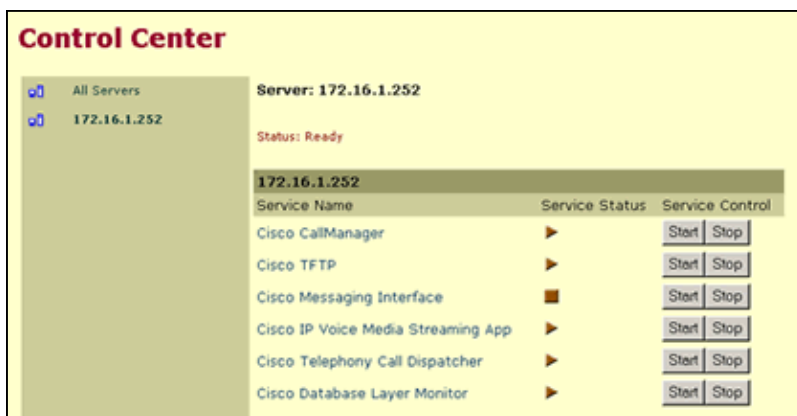 Control Center
All Servers
172.16.1.252
Server: 172.16.1.252
Status: Ready
172.16.1.252
Service Name Service Status Service Control
Cisco CallManager Start Stop
Cisco TFTP Start Stop
Cisco Messaging Interface Start Stop
Cisco IP Voice Media Streaming App Start Stop
Cisco Telephony Call Dispatcher Start Stop
Cisco Database Layer Monitor Start Stop